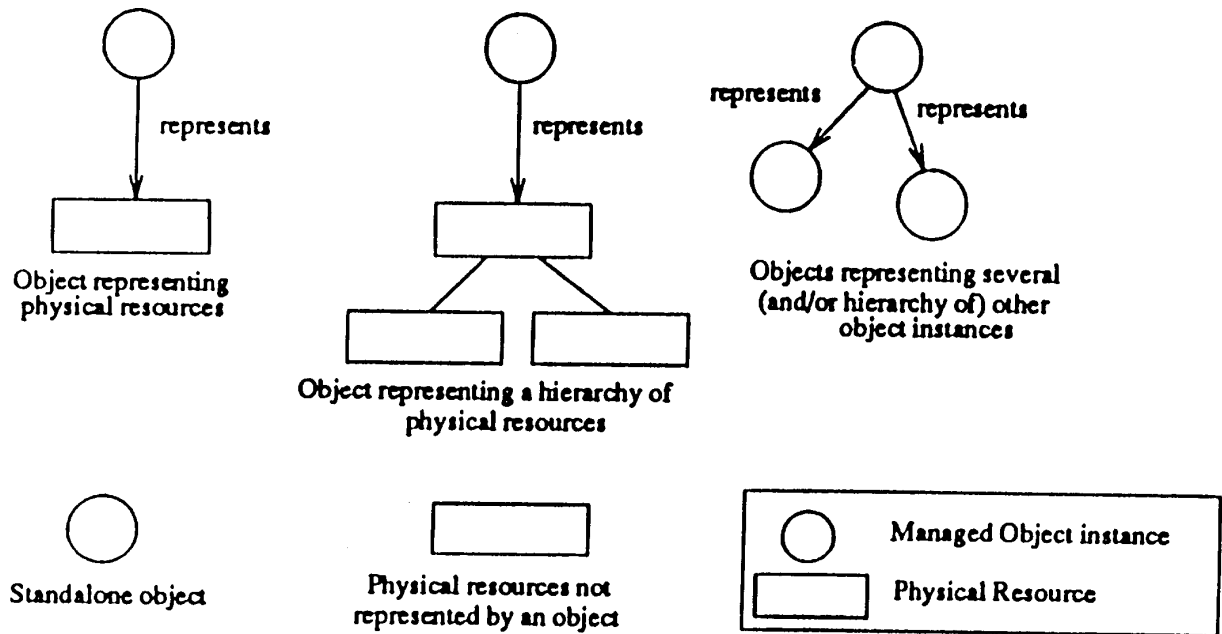 represents
represents
represents
represents
Object representing
physical resources
Objects representing several
(and/or hierarchy of) other
object instances
Object representing a hierarchy of
physical resources
Standalone object
Physical resources not
represented by an object
Managed Object instance
Physical Resource